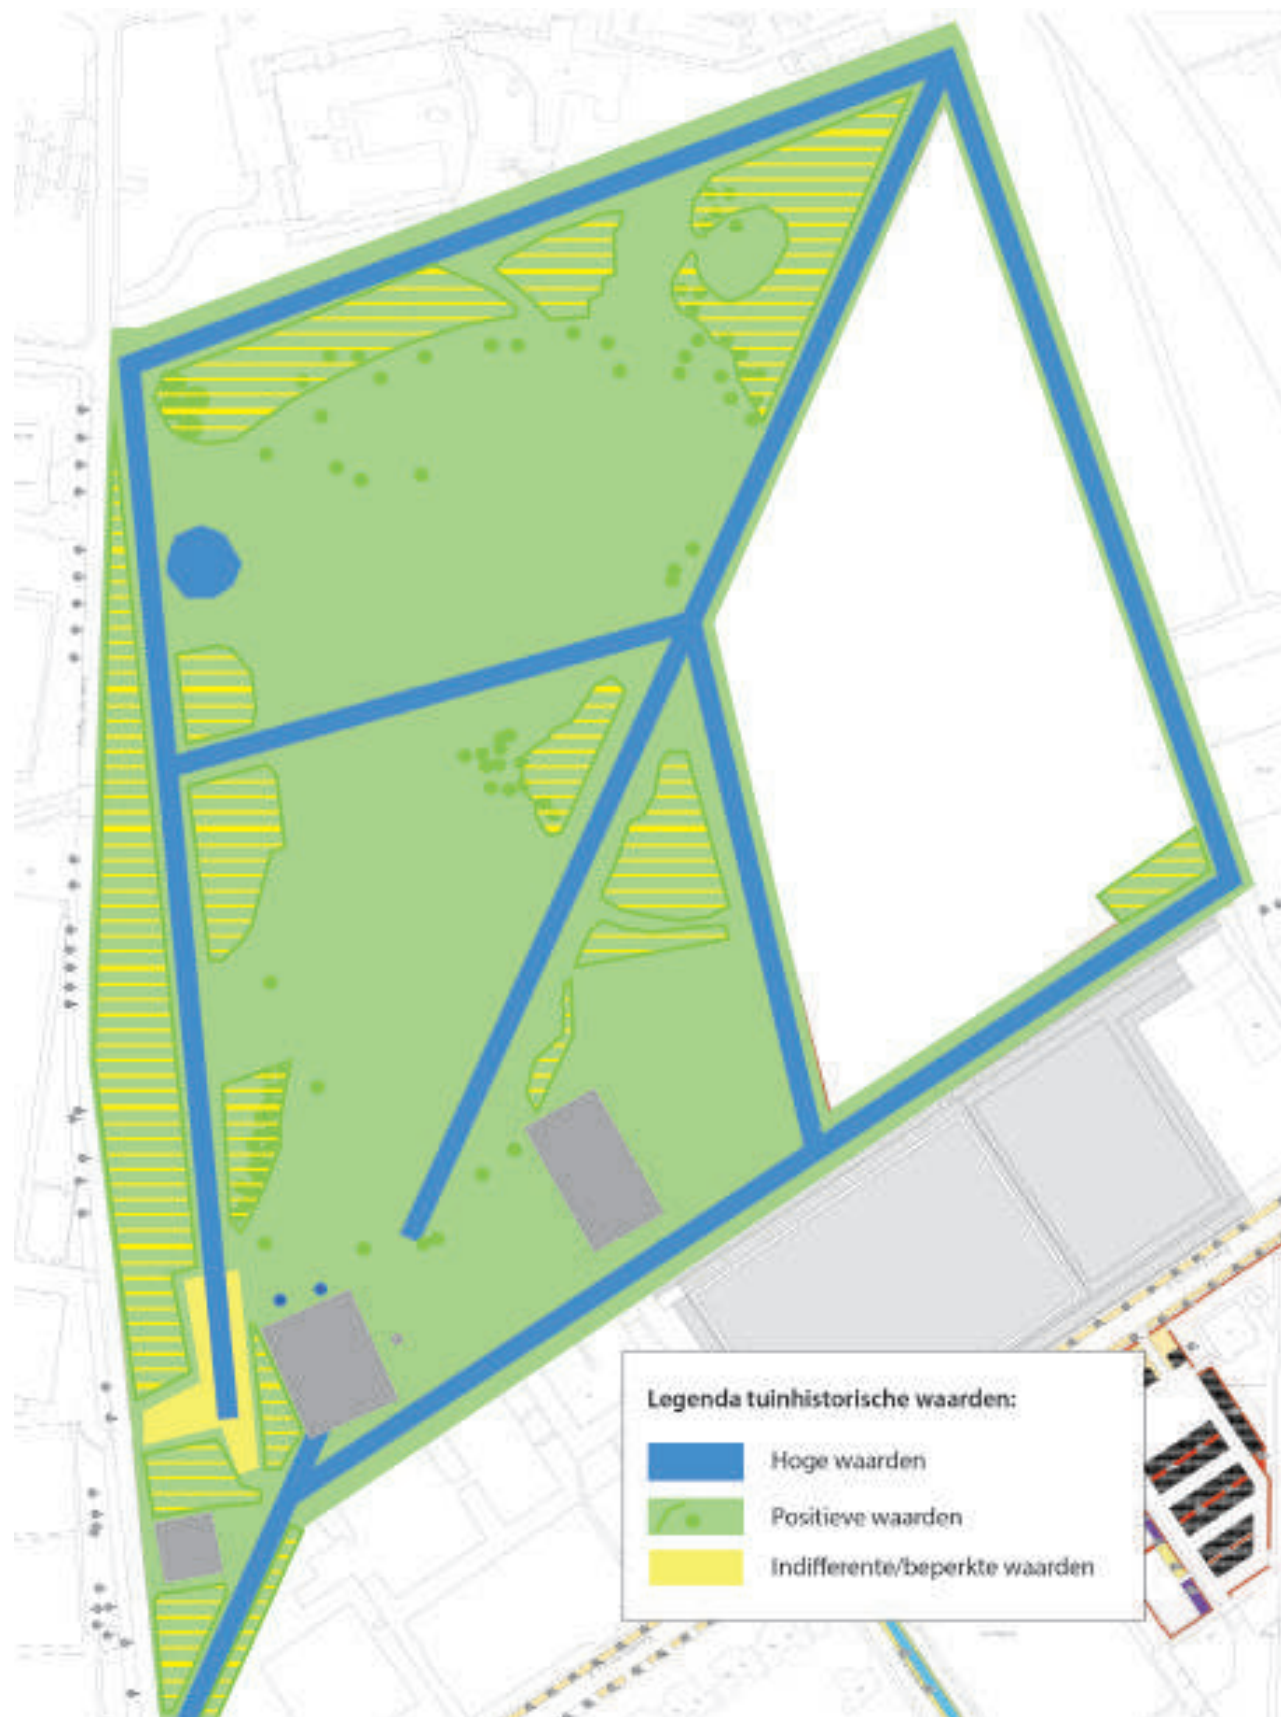 Legenda tuinhistorische waarden:
Hoge waarden
Positieve waarden
Indifferente/beperkte waarden